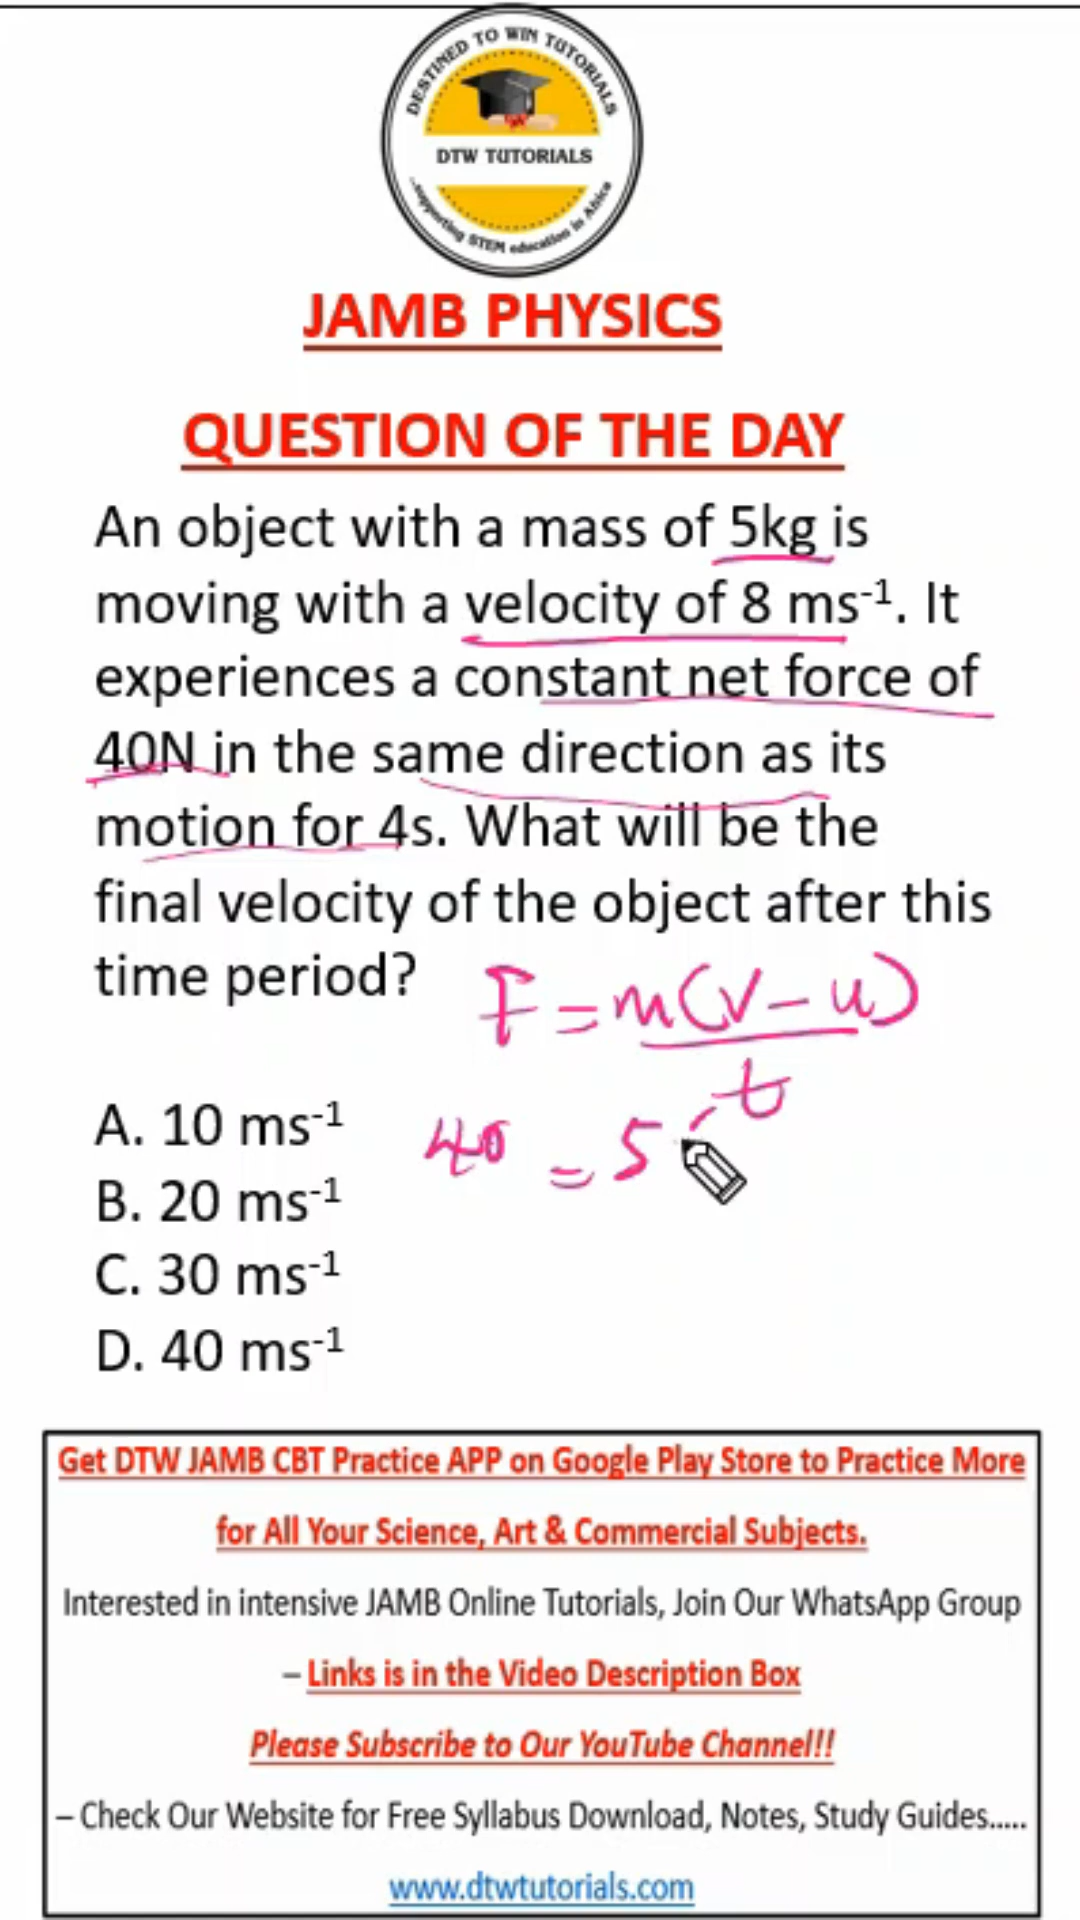 DESTINED TO WIN TUTORIALS
DTW TUTORIALS
...supporting STEM education in Africa
JAMB PHYSICS
QUESTION OF THE DAY
An object with a mass of 5kg is
moving with a velocity of 8 ms⁻¹. It
experiences a constant net force of
40N in the same direction as its
motion for 4s. What will be the
final velocity of the object after this
time period?
F = m(v - u)
t
A. 10 ms⁻¹
40 = 5
B. 20 ms⁻¹
C. 30 ms⁻¹
D. 40 ms⁻¹
Get DTW JAMB CBT Practice APP on Google Play Store to Practice More
for All Your Science, Art & Commercial Subjects.
Interested in intensive JAMB Online Tutorials, Join Our WhatsApp Group
– Links is in the Video Description Box
Please Subscribe to Our YouTube Channel!!
– Check Our Website for Free Syllabus Download, Notes, Study Guides.....
www.dtwtutorials.com